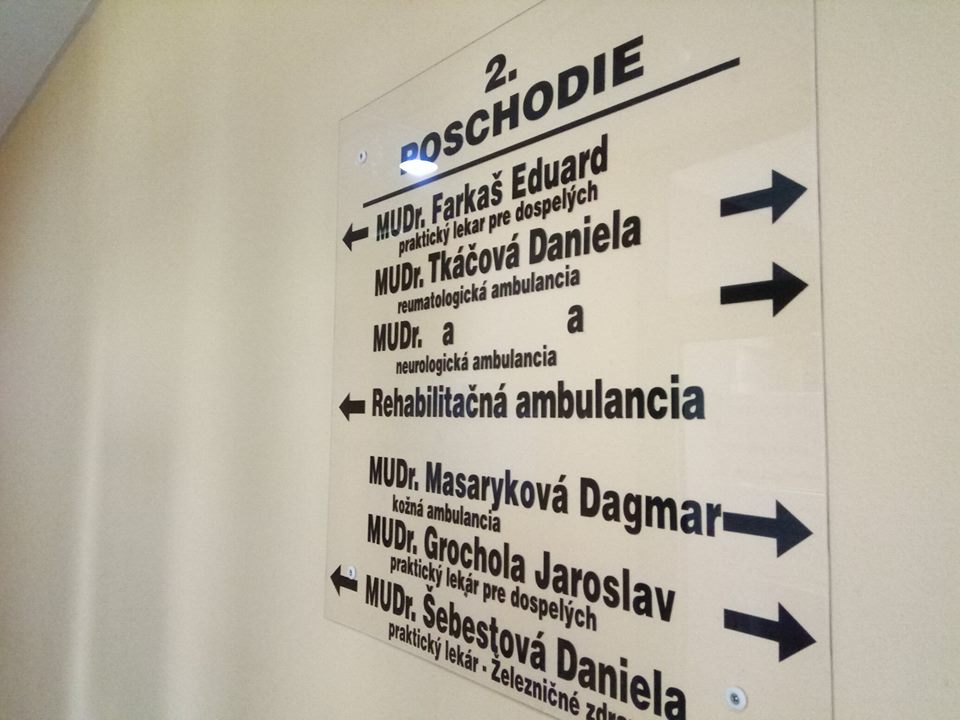 2.
POSCHODIE
MUDr. Farkaš Eduard
praktický lekar pre dospelých
MUDr. Tkáčová Daniela
reumatologická ambulancia
MUDr. a a
neurologická ambulancia
Rehabilitačná ambulancia
MUDr. Masaryková Dagmar
kožná ambulancia
MUDr. Grochola Jaroslav
praktický lekár pre dospelých
MUDr. Šebestová Daniela
praktický lekár - Železničné